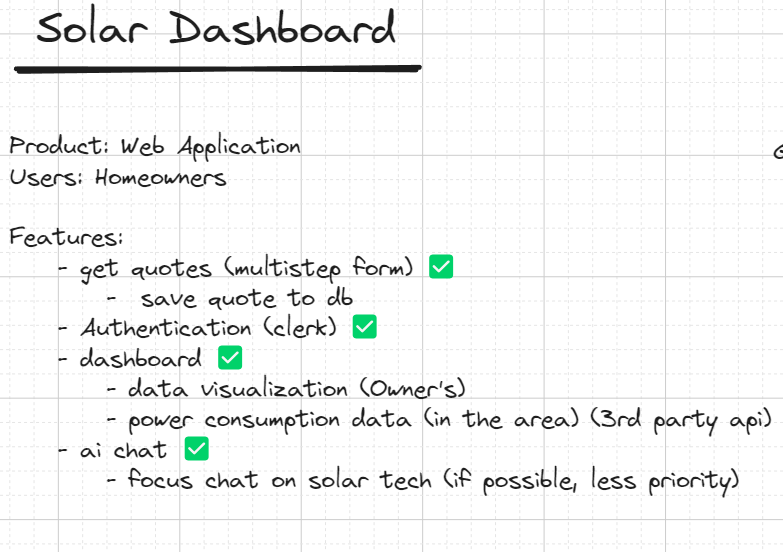 Solar Dashboard
Product: Web Application
Users: Homeowners
Features:
- get quotes (multistep form) ✅
- save quote to db
- Authentication (clerk) ✅
- dashboard ✅
- data visualization (Owner's)
- power consumption data (in the area) (3rd party api)
- ai chat ✅
- focus chat on solar tech (if possible, less priority)